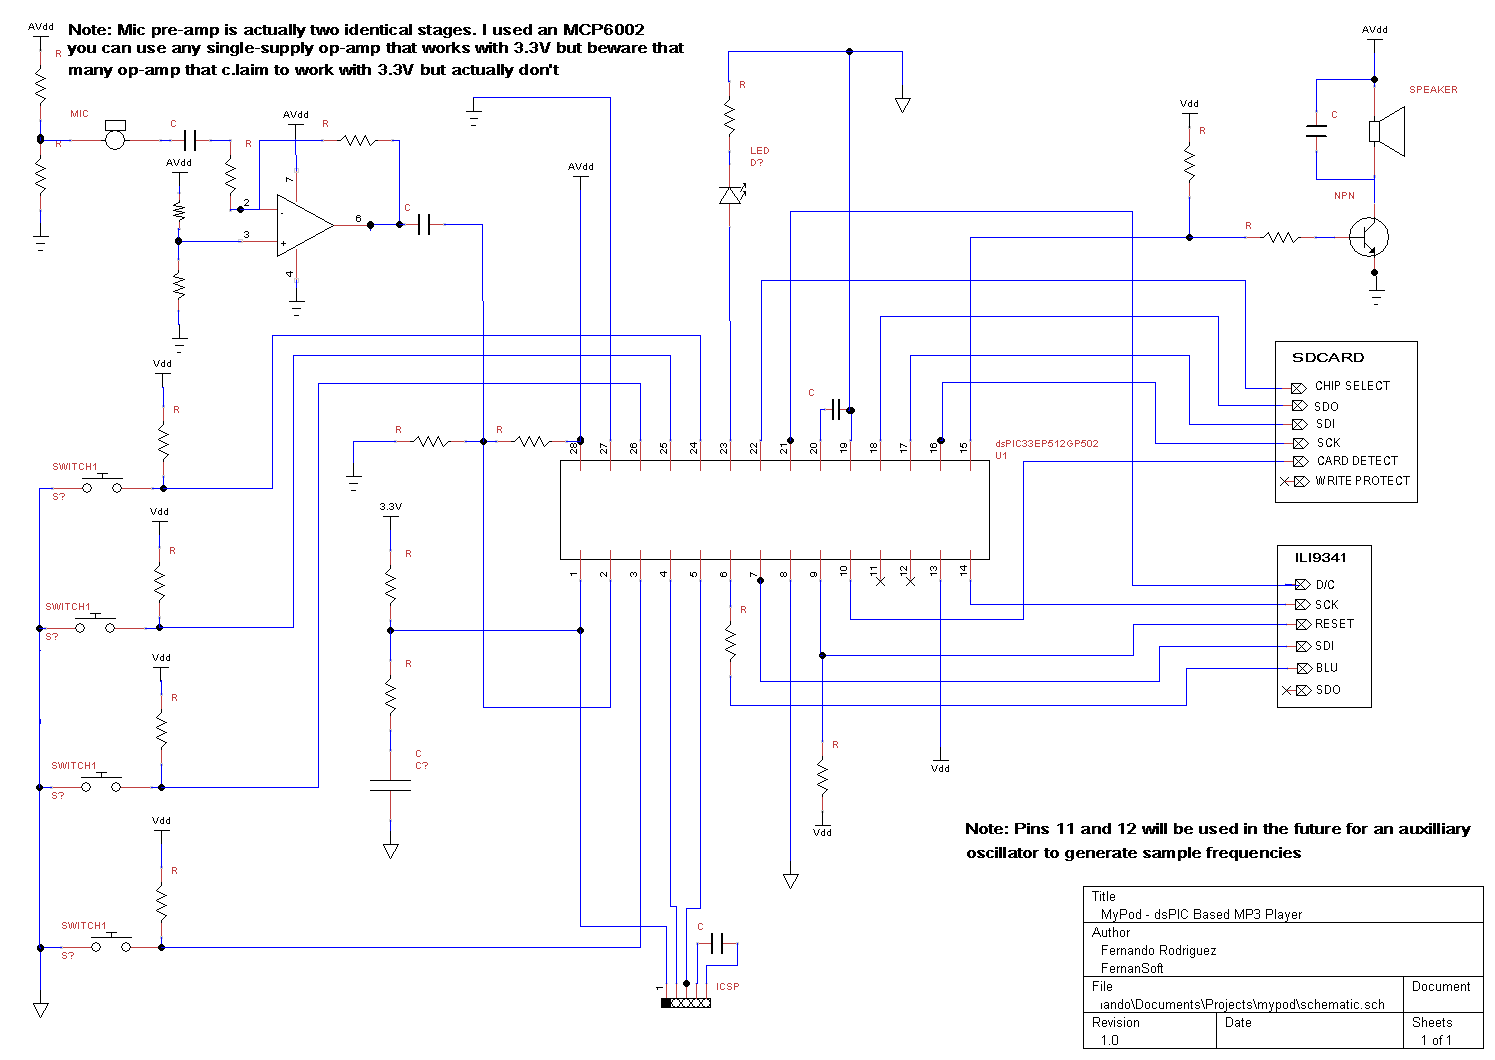 AVdd
Note: Mic pre-amp is actually two identical stages. I used an MCP6002
you can use any single-supply op-amp that works with 3.3V but beware that
many op-amp that c.laim to work with 3.3V but actually don't
R
MIC
R
C
R
AVdd
AVdd
R
7
2
3
4
6
-
+
C
AVdd
R
LED
D?
Vdd
R
AVdd
SPEAKER
C
NPN
R
SDCARD
CHIP SELECT
SDO
SDI
SCK
CARD DETECT
WRITE PROTECT
C
R
R
28
27
26
25
24
23
22
21
20
19
18
17
16
15
dsPIC33EP512GP502
U1
1
2
3
4
5
6
7
8
9
10
11
12
13
14
Vdd
R
SWITCH1
S?
Vdd
R
SWITCH1
S?
Vdd
R
SWITCH1
S?
Vdd
R
SWITCH1
S?
3.3V
R
R
C
C?
R
R
Vdd
Vdd
ILI9341
D/C
SCK
RESET
SDI
BLU
SDO
C
1
ICSP
Note: Pins 11 and 12 will be used in the future for an auxilliary
oscillator to generate sample frequencies
Title
MyPod - dsPIC Based MP3 Player
Author
Fernando Rodriguez
FernanSoft
File
ıando\Documents\Projects\mypod\schematic.sch
Document
Revision
1.0
Date
Sheets
1 of 1